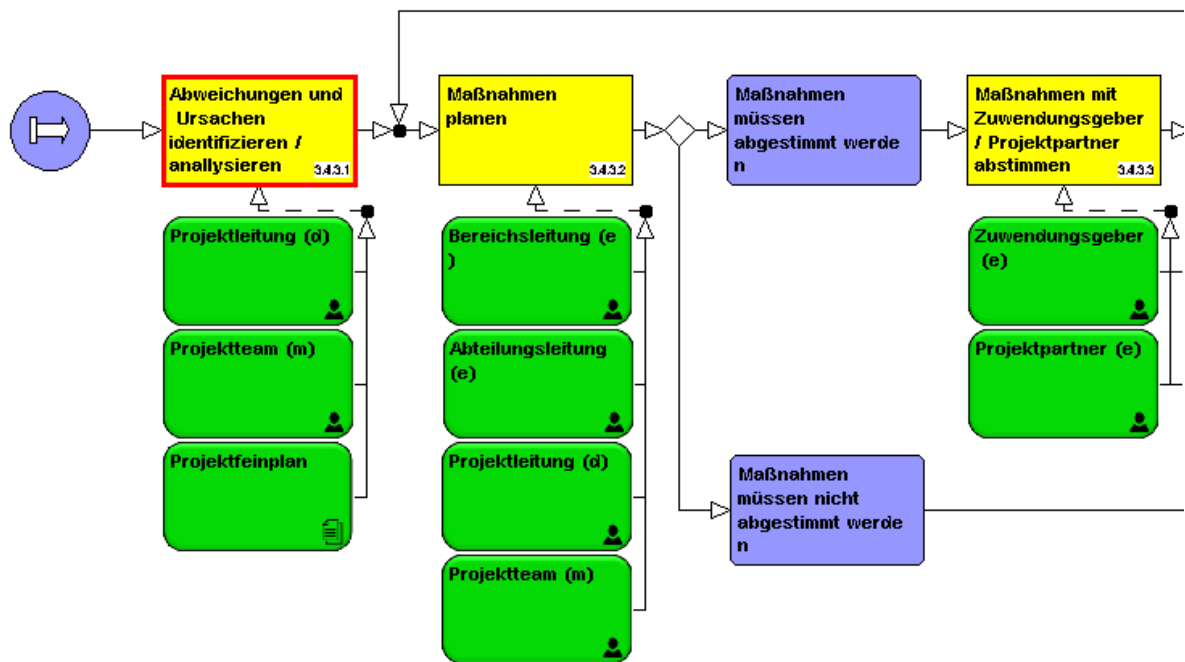 Abweichungen und
Ursachen
identifizieren /
anallysieren
3.4.3.1
Maßnahmen
planen
3.4.3.2
Maßnahmen
müssen
abgestimmt werde
n
Maßnahmen mit
Zuwendungsgeber
/ Projektpartner
abstimmen
3.4.3.3
Projektleitung (d)
Projektteam (m)
Projektfeinplan
Bereichsleitung (e
)
Abteilungsleitung
(e)
Projektleitung (d)
Projektteam (m)
Maßnahmen
müssen nicht
abgestimmt werde
n
Zuwendungsgeber
(e)
Projektpartner (e)